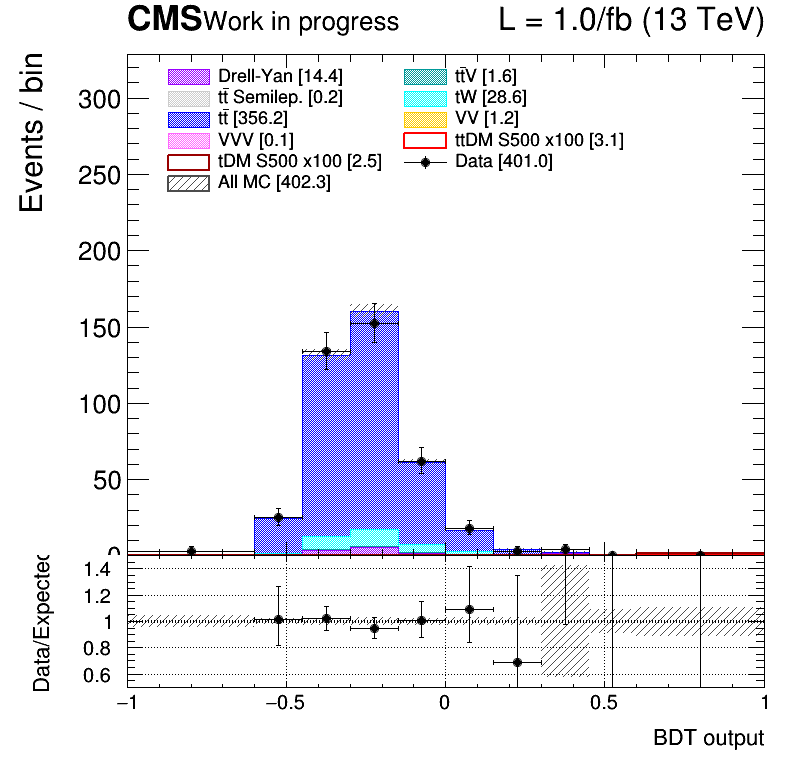 CMS Work in progress L = 1.0/fb (13 TeV)
Events / bin
Drell-Yan [14.4] tt̄V [1.6]
tt̄ Semilep. [0.2] tW [28.6]
tt̄ [356.2] VV [1.2]
VVV [0.1] ttDM S500 x100 [3.1]
tDM S500 x100 [2.5] Data [401.0]
All MC [402.3]
300
250
200
150
100
50
0
Data/Expected
1.4
1.2
1
0.8
0.6
−1 −0.5 0 0.5 1
BDT output